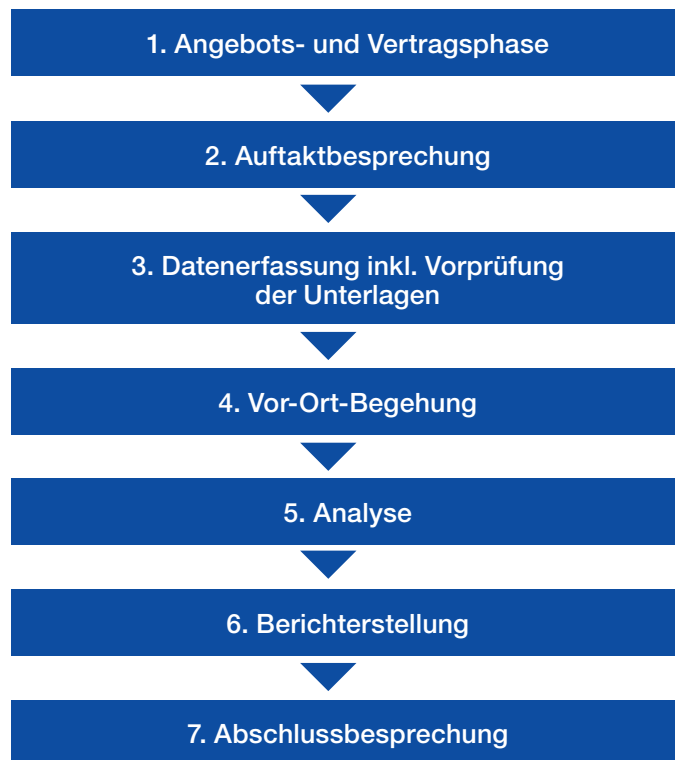 1. Angebots- und Vertragsphase
2. Auftaktbesprechung
3. Datenerfassung inkl. Vorprüfung
der Unterlagen
4. Vor-Ort-Begehung
5. Analyse
6. Berichterstellung
7. Abschlussbesprechung